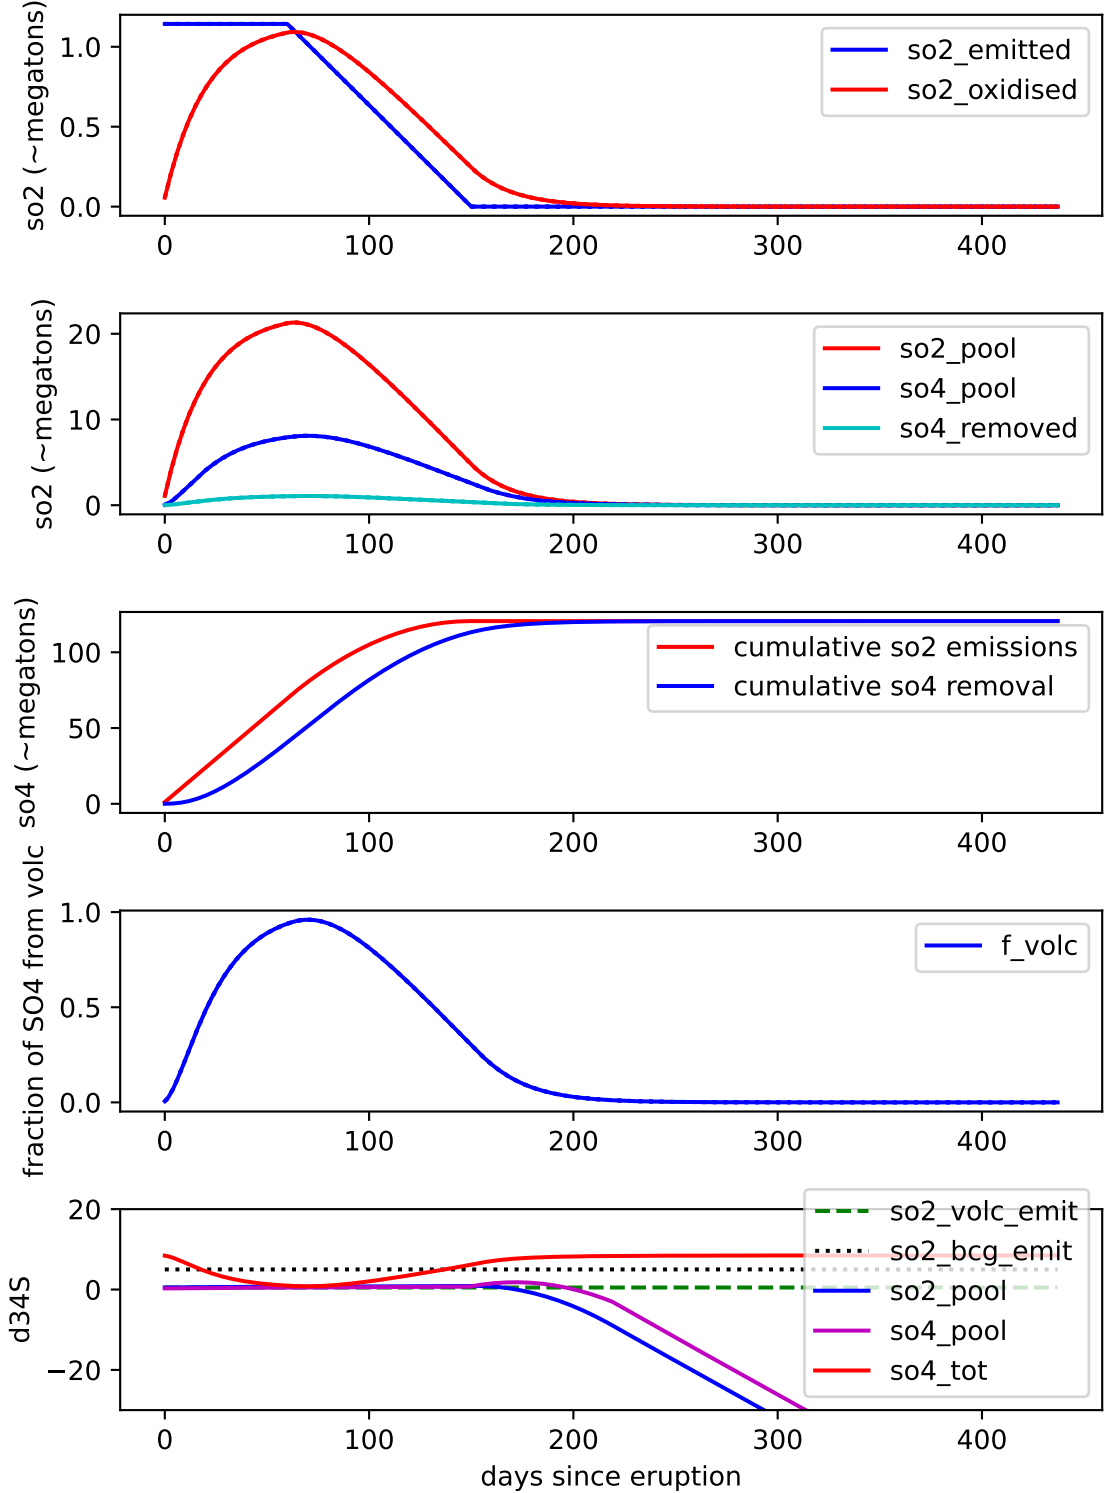 so2 (~megatons)
1.0
0.5
0.0
so2_emitted
so2_oxidised
0 100 200 300 400
so2 (~megatons)
20
10
0
so2_pool
so4_pool
so4_removed
0 100 200 300 400
so4 (~megatons)
100
50
0
cumulative so2 emissions
cumulative so4 removal
0 100 200 300 400
fraction of SO4 from volc
1.0
0.5
0.0
f_volc
0 100 200 300 400
d34S
20
0
−20
so2_volc_emit
so2_bcg_emit
so2_pool
so4_pool
so4_tot
0 100 200 300 400
days since eruption